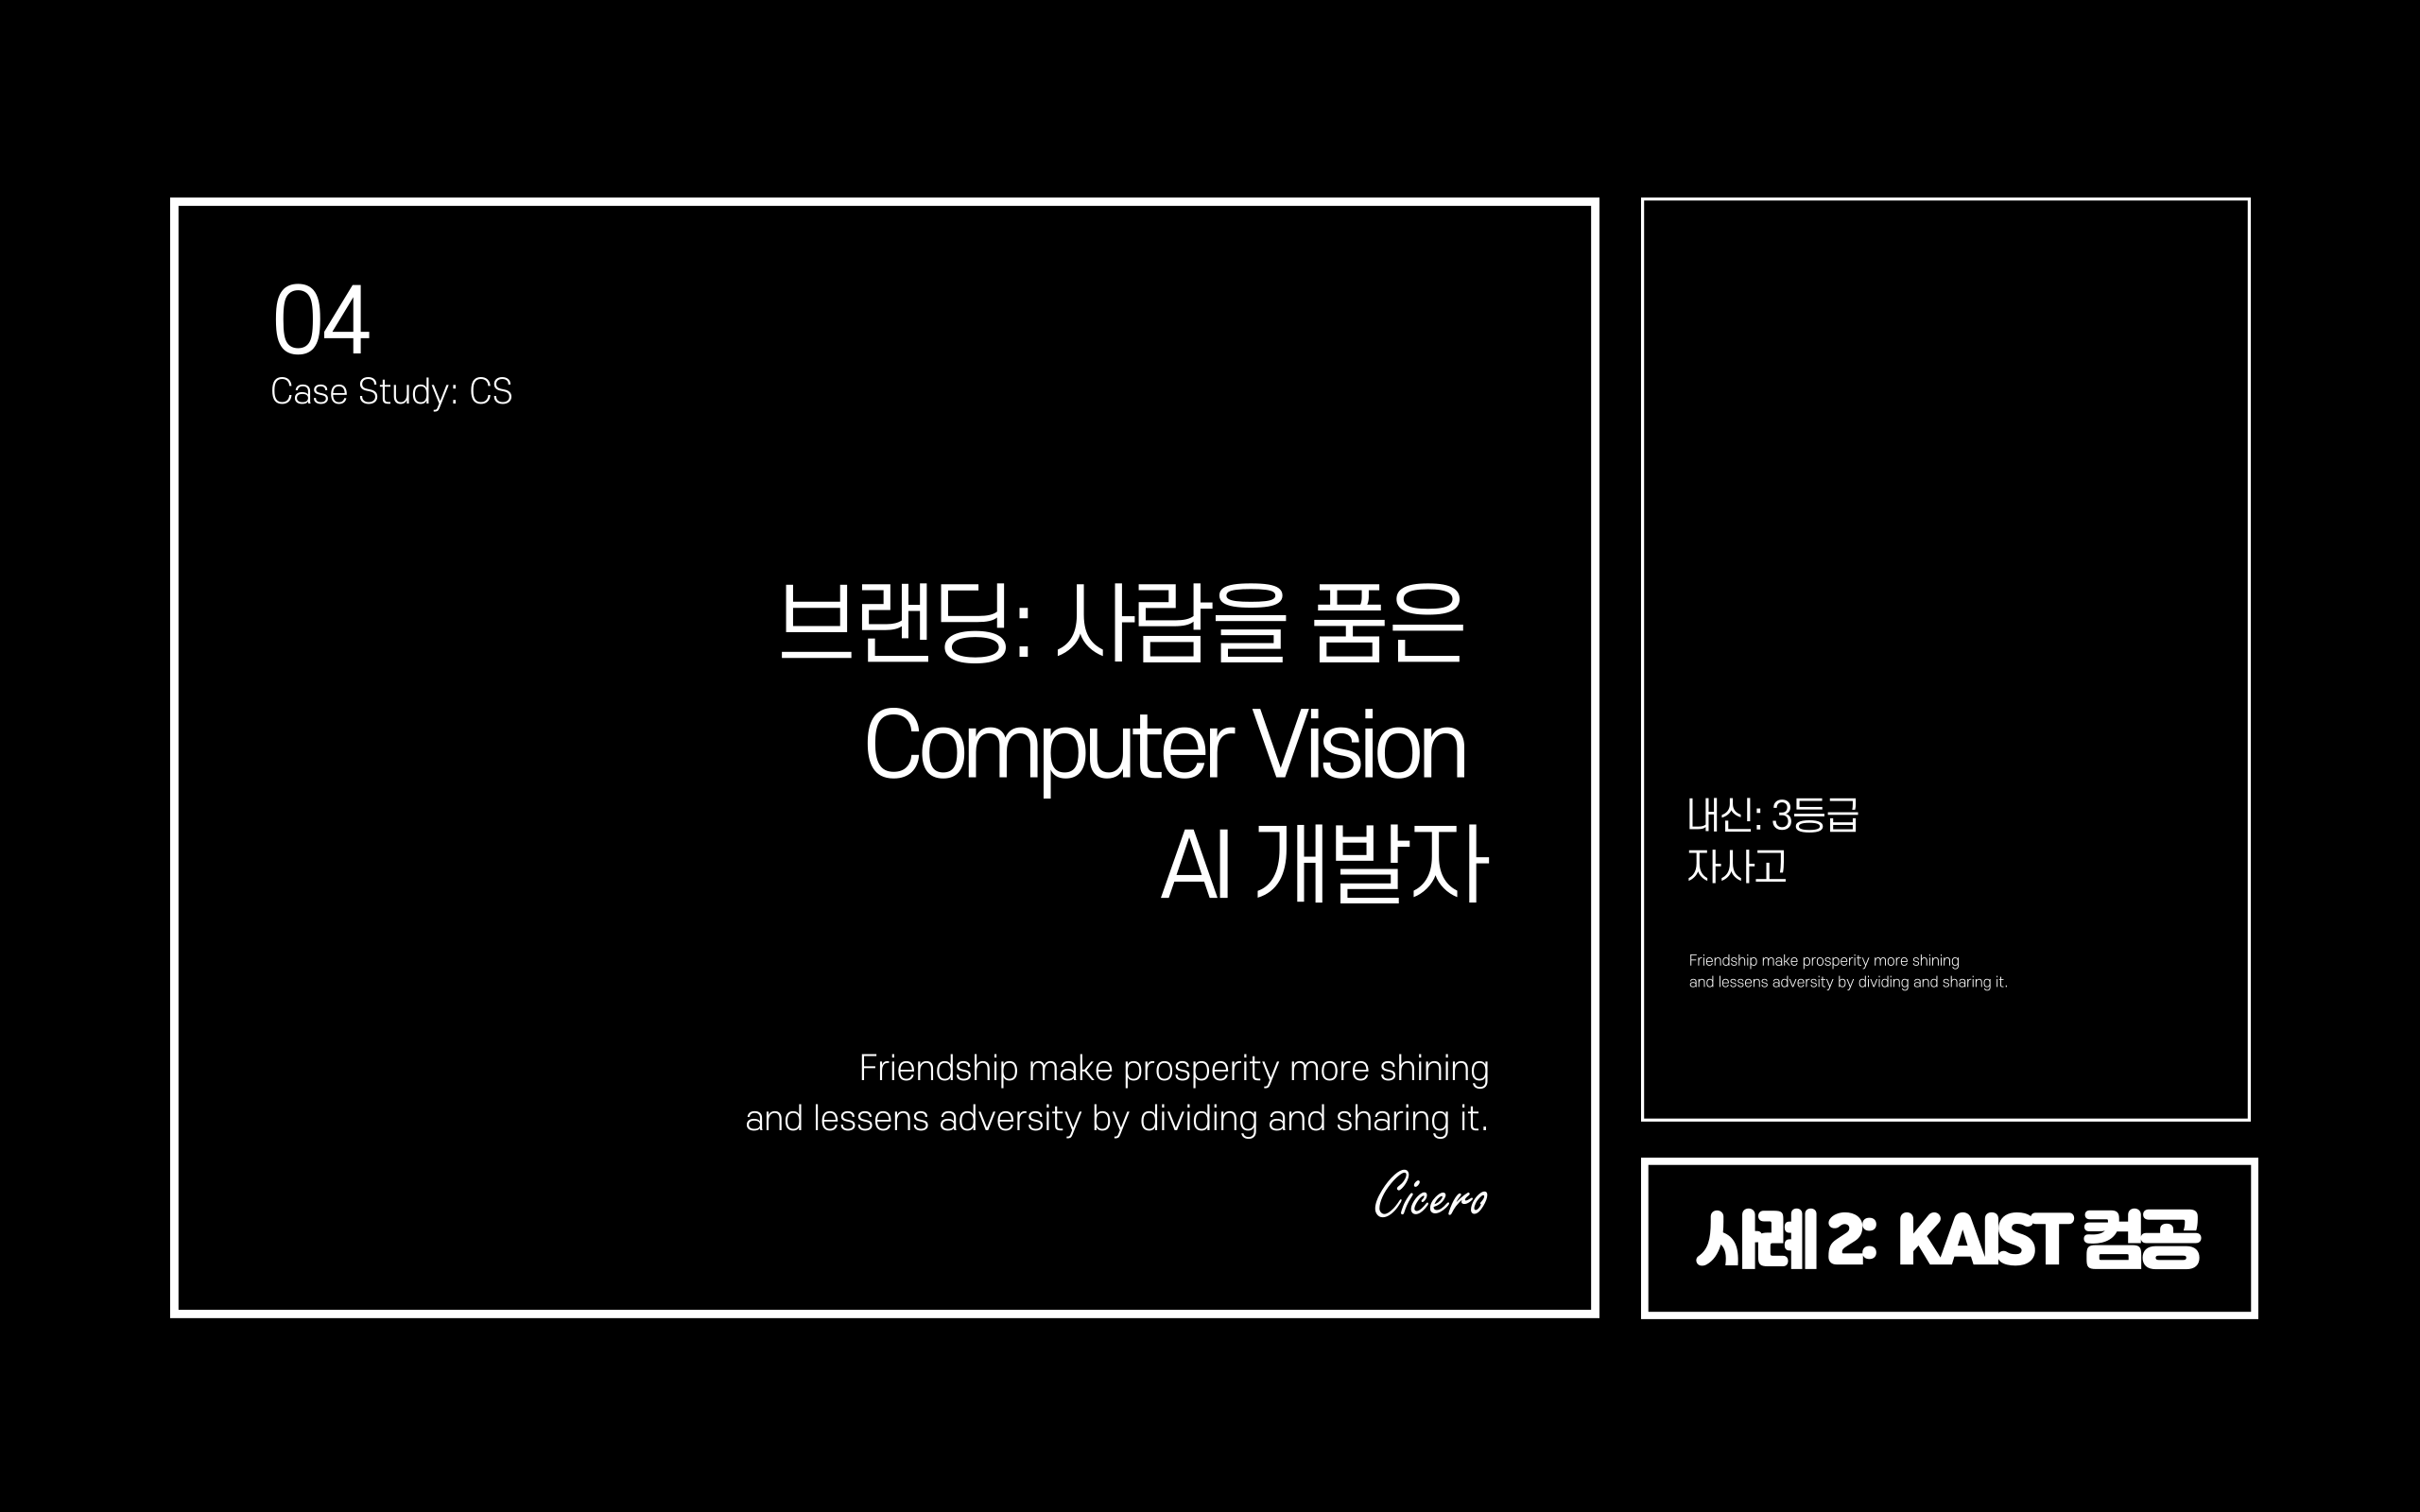 04
Case Study: CS
브랜딩: 사람을 품은
Computer Vision
AI 개발자
Friendship make prosperity more shining
and lessens adversity by dividing and sharing it.
Cicero
내신: 3등급
자사고
Friendship make prosperity more shining
and lessens adversity by dividing and sharing it.
사례 2: KAIST 컴공